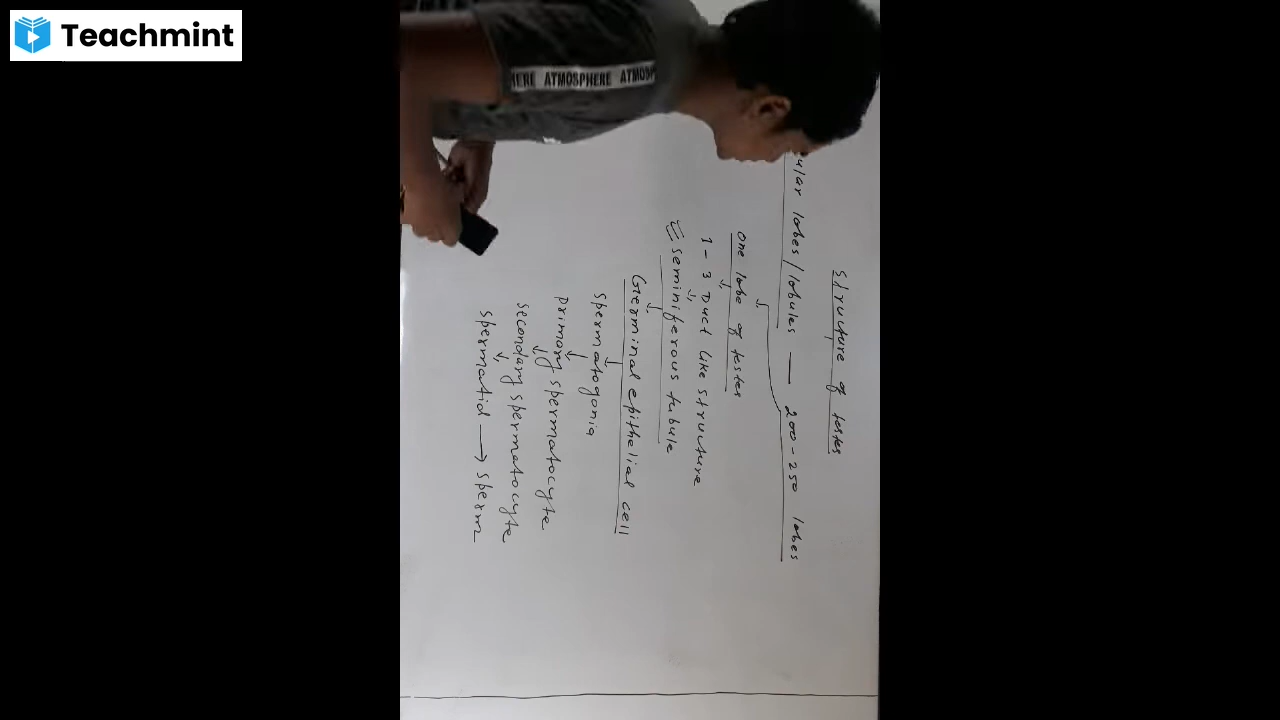 Teachmint
HERE ATMOSPHERE ATMOSP
Structure of testes
ular lobes/lobules — 200-250 lobes
↓
one lobe of testes
↓
1-3 Duct like structure
↓
Seminiferous tubule
↓
Germinal epithelial cell
↓
Spermatogonia
↓
primary spermatocyte
↓
secondary spermatocyte
↓
spermatid → sperm